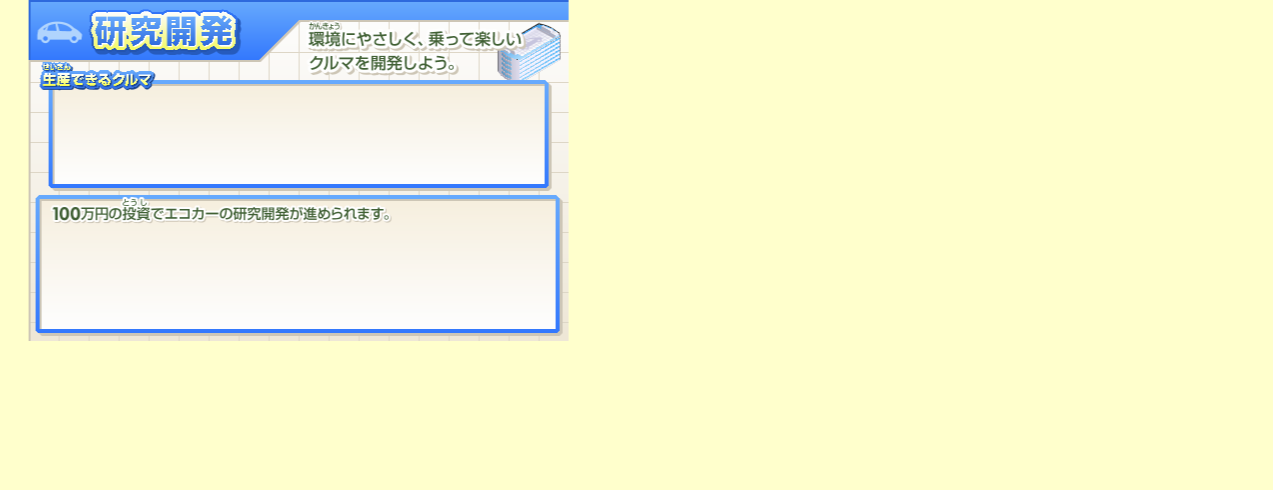 研究開発
かんきょう
環境にやさしく、乗って楽しい
クルマを開発しよう。
せいさん
生産できるクルマ
とうし
100万円の投資でエコカーの研究開発が進められます。